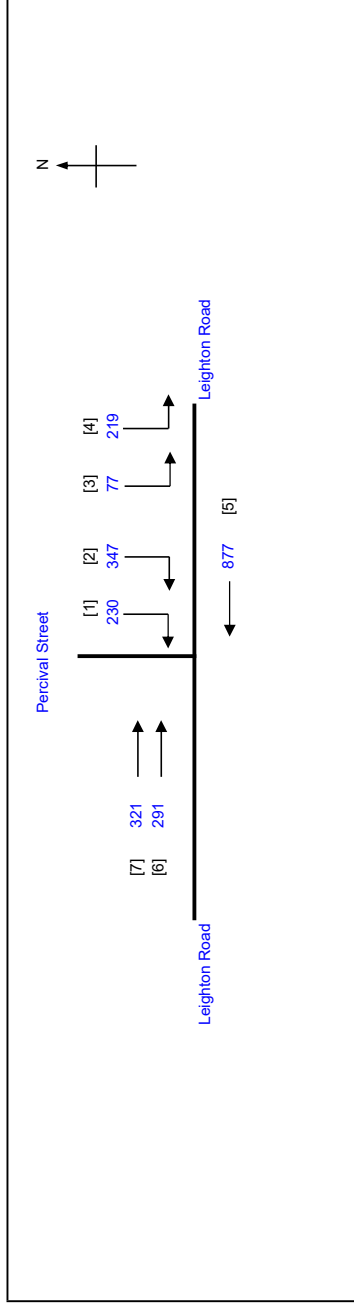 N
Percival Street
[1] [2] [3] [4]
230 347 77 219
[7] 321
[6] 291
Leighton Road
Leighton Road
877 [5]